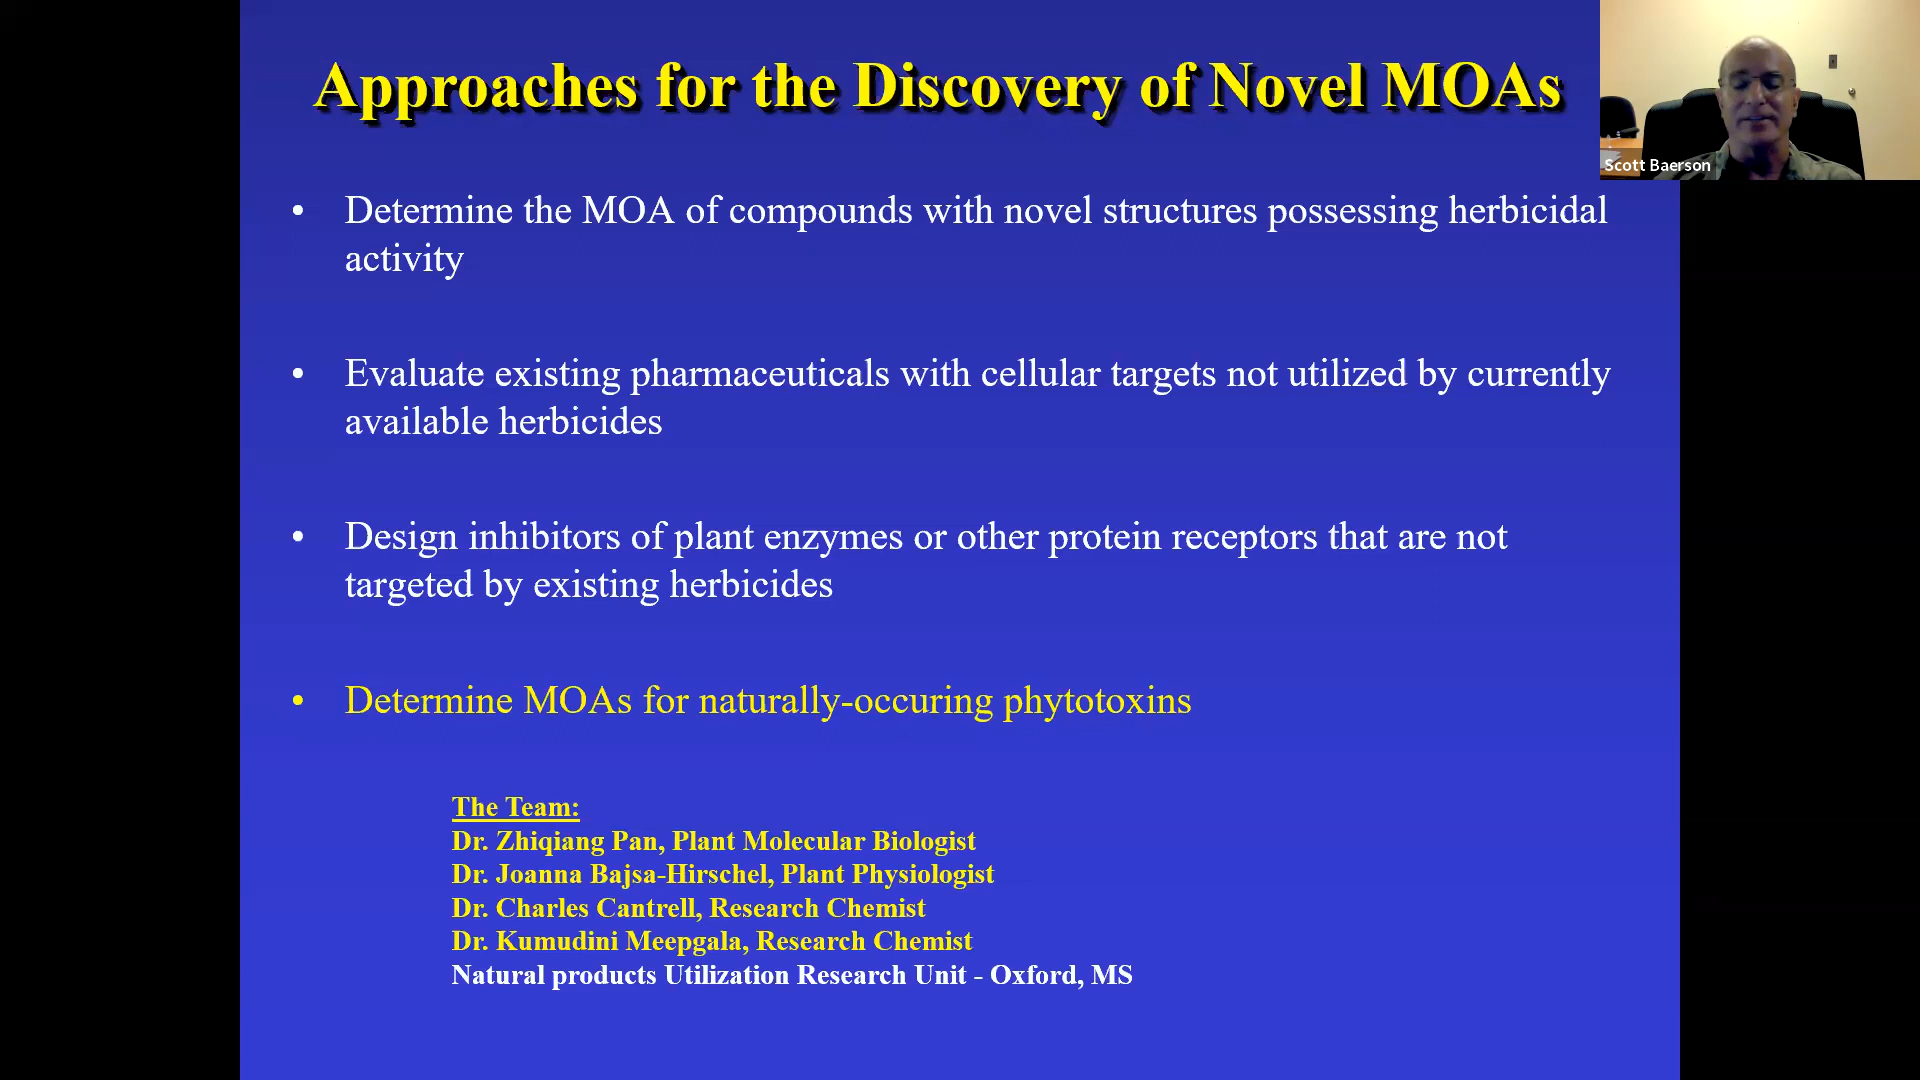 Approaches for the Discovery of Novel MOAs
Scott Baerson
• Determine the MOA of compounds with novel structures possessing herbicidal
activity
• Evaluate existing pharmaceuticals with cellular targets not utilized by currently
available herbicides
• Design inhibitors of plant enzymes or other protein receptors that are not
targeted by existing herbicides
• Determine MOAs for naturally-occuring phytotoxins
The Team:
Dr. Zhiqiang Pan, Plant Molecular Biologist
Dr. Joanna Bajsa-Hirschel, Plant Physiologist
Dr. Charles Cantrell, Research Chemist
Dr. Kumudini Meepgala, Research Chemist
Natural products Utilization Research Unit - Oxford, MS